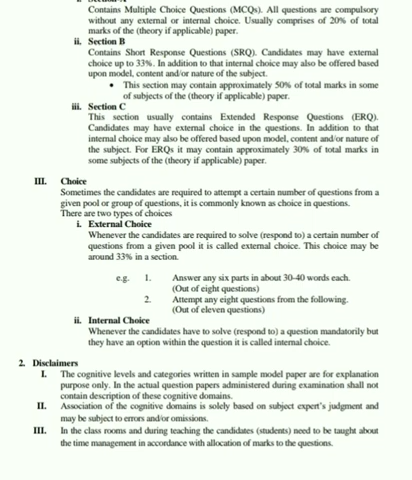 Contains Multiple Choice Questions (MCQs). All questions are compulsory
without any external or internal choice. Usually comprises of 20% of total
marks of the (theory if applicable) paper.
ii. Section B
Contains Short Response Questions (SRQ). Candidates may have external
choice up to 33%. In addition to that internal choice may also be offered based
upon model, content and/or nature of the subject.
• This section may contain approximately 50% of total marks in some
of subjects of the (theory if applicable) paper.
iii. Section C
This section usually contains Extended Response Questions (ERQ).
Candidates may have external choice in the questions. In addition to that
internal choice may also be offered based upon model, content and/or nature of
the subject. For ERQs it may contain approximately 30% of total marks in
some subjects of the (theory if applicable) paper.
III. Choice
Sometimes the candidates are required to attempt a certain number of questions from a
given pool or group of questions, it is commonly known as choice in questions.
There are two types of choices
i. External Choice
Whenever the candidates are required to solve (respond to) a certain number of
questions from a given pool it is called external choice. This choice may be
around 33% in a section.
e.g. 1. Answer any six parts in about 30-40 words each.
(Out of eight questions)
2. Attempt any eight questions from the following.
(Out of eleven questions)
ii. Internal Choice
Whenever the candidates have to solve (respond to) a question mandatorily but
they have an option within the question it is called internal choice.
2. Disclaimers
I. The cognitive levels and categories written in sample model paper are for explanation
purpose only. In the actual question papers administered during examination shall not
contain description of these cognitive domains.
II. Association of the cognitive domains is solely based on subject expert's judgment and
may be subject to errors and/or omissions.
III. In the class rooms and during teaching the candidates (students) need to be taught about
the time management in accordance with allocation of marks to the questions.